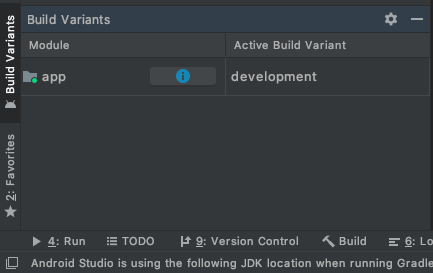 Build Variants
Build Variants
Module
Active Build Variant
app
development
2: Favorites
4: Run
TODO
9: Version Control
Build
6: Lo
Android Studio is using the following JDK location when running Gradle